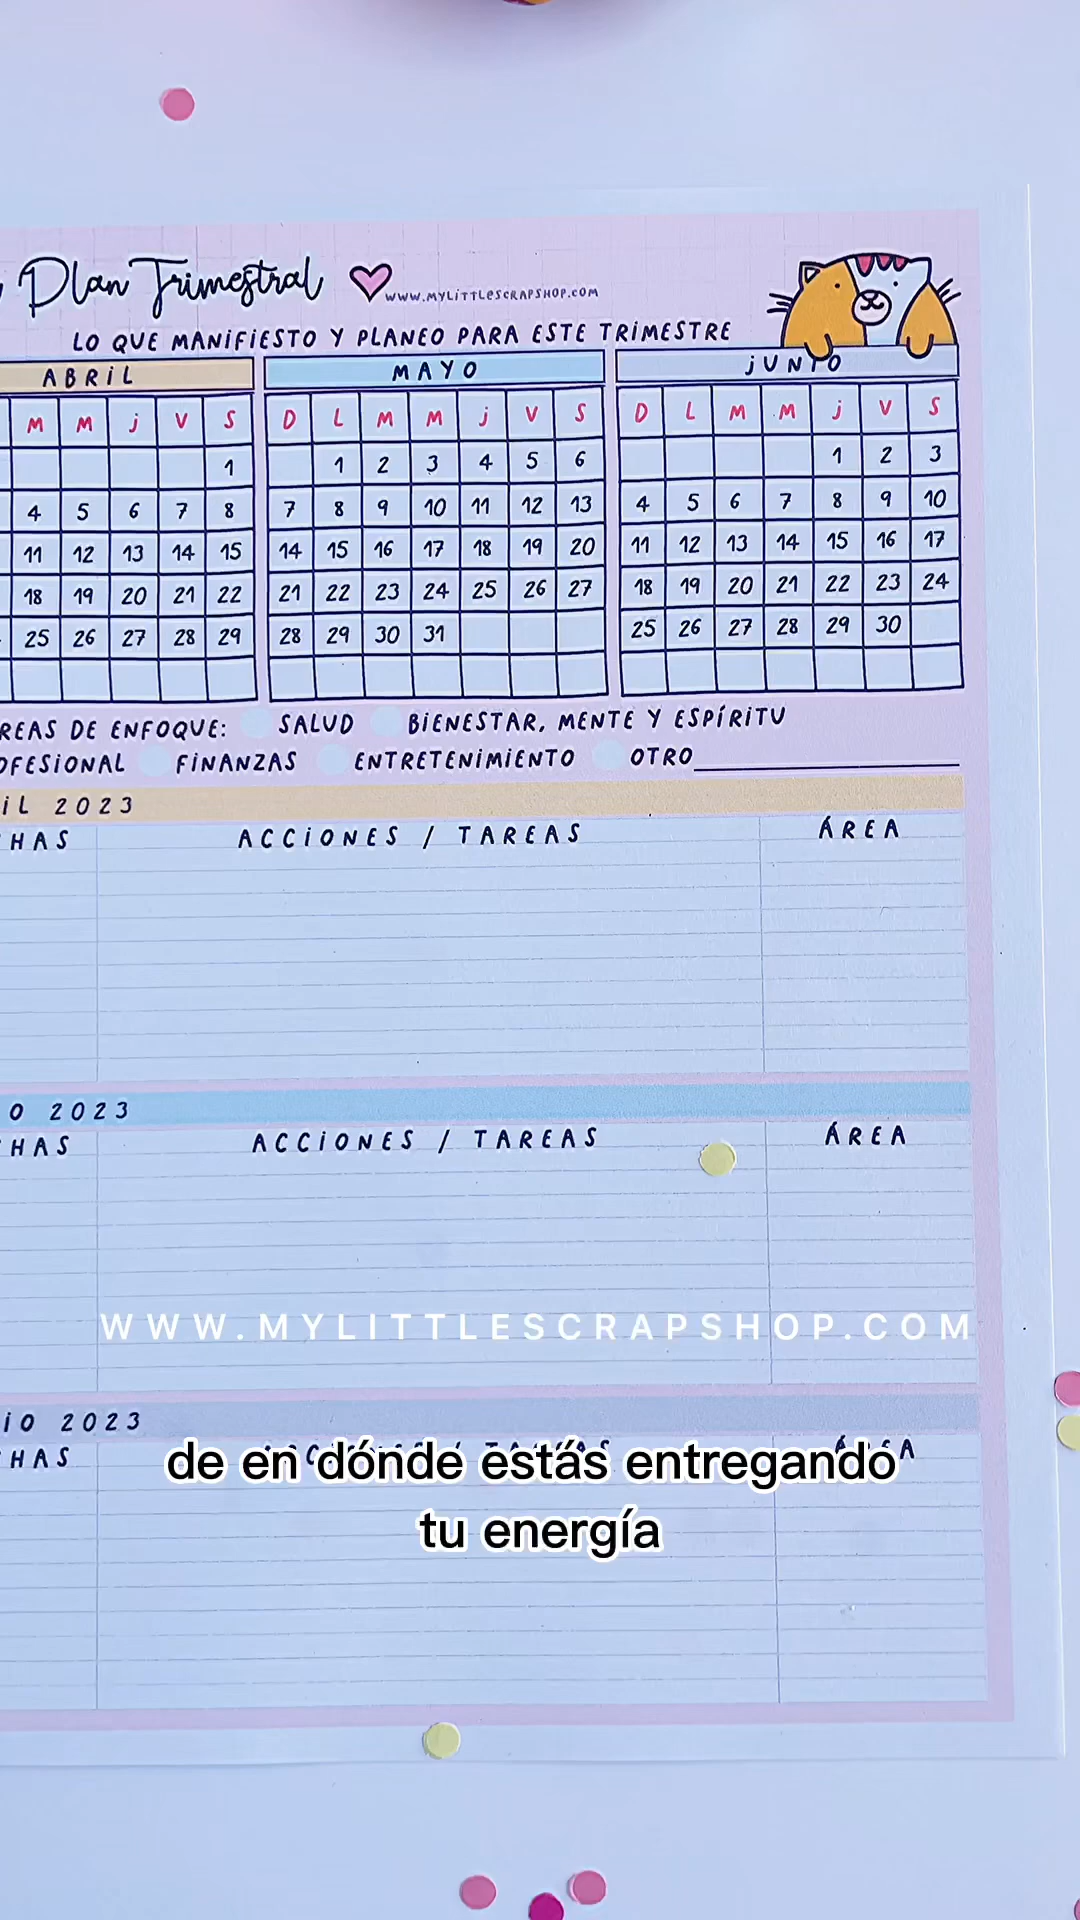 Plan Trimestral
WWW.MYLITTLESCRAPSHOP.COM
LO QUE MANIFIESTO Y PLANEO PARA ESTE TRIMESTRE
ABRIL MAYO JUNIO
M M J V S D L M M J V S D L M M J V S
1 1 2 3 4 5 6 1 2 3
4 5 6 7 8 7 8 9 10 11 12 13 4 5 6 7 8 9 10
11 12 13 14 15 14 15 16 17 18 19 20 11 12 13 14 15 16 17
18 19 20 21 22 21 22 23 24 25 26 27 18 19 20 21 22 23 24
25 26 27 28 29 28 29 30 31 25 26 27 28 29 30
REAS DE ENFOQUE: SALUD BIENESTAR, MENTE Y ESPÍRITU
OFESIONAL FINANZAS ENTRETENIMIENTO OTRO
IL 2023
HAS ACCIONES / TAREAS ÁREA
O 2023
HAS ACCIONES / TAREAS ÁREA
WWW.MYLITTLESCRAPSHOP.COM
IO 2023
HAS
de en dónde estás entregando
tu energía